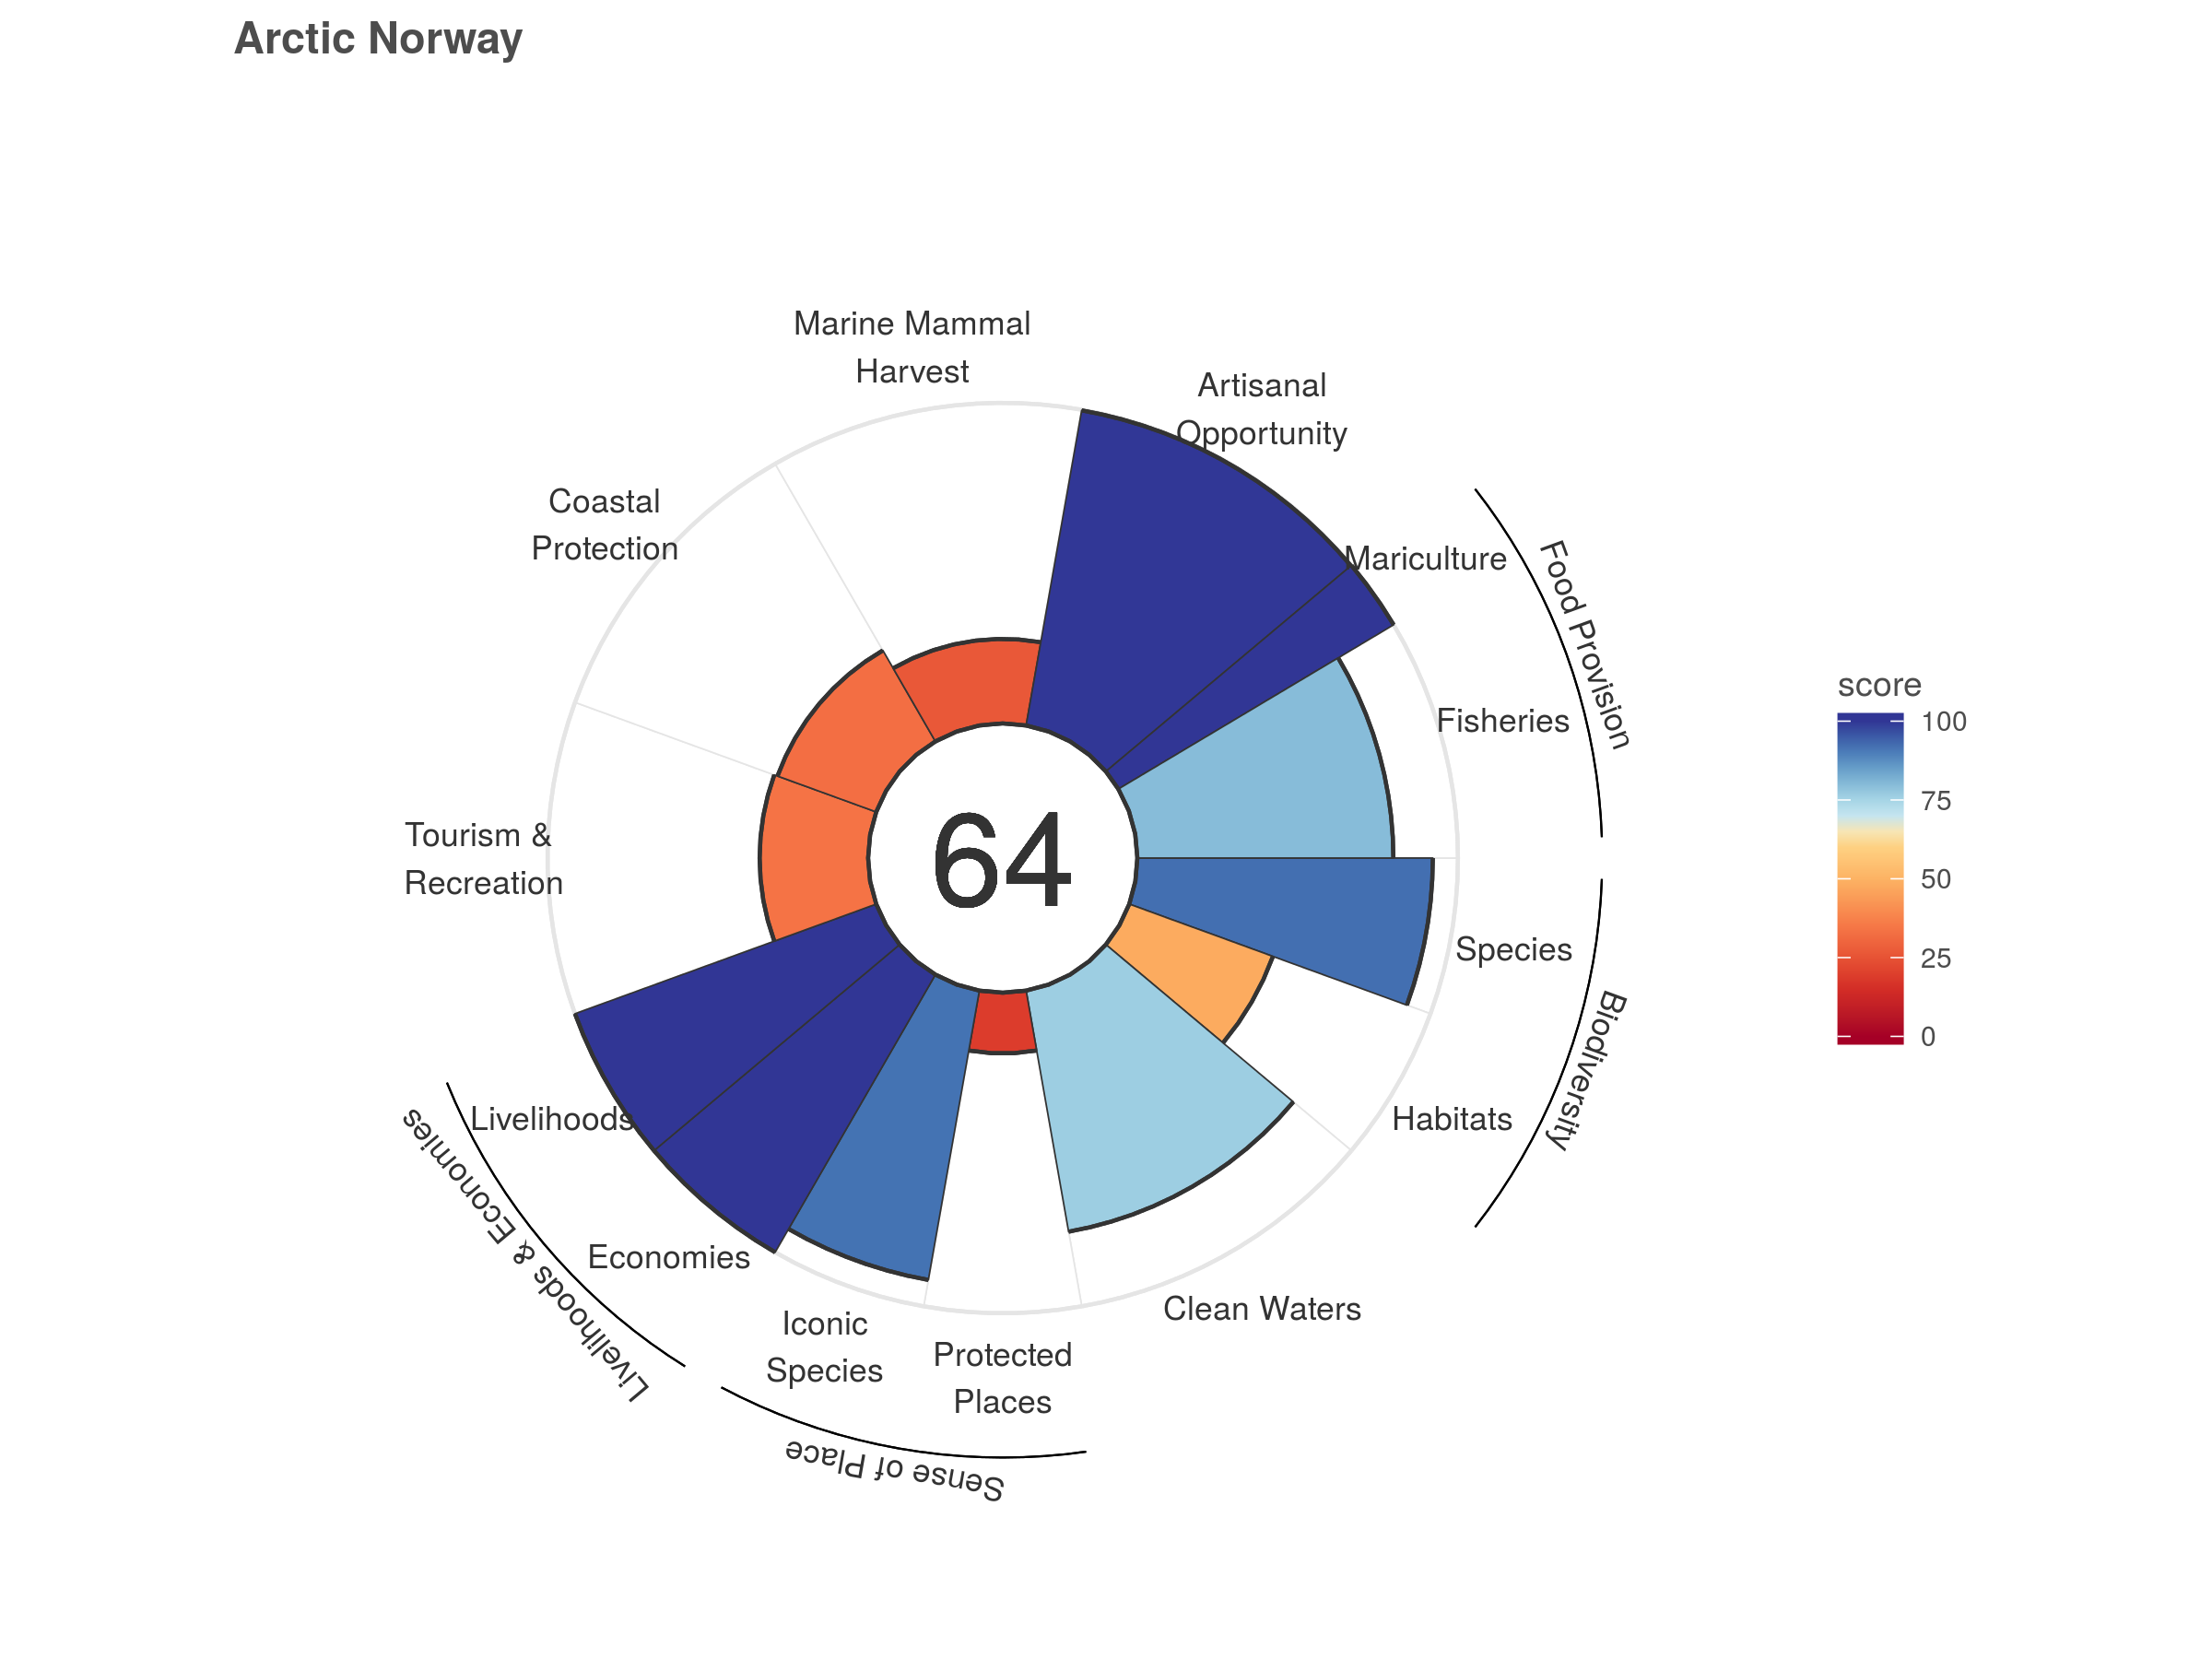 Arctic Norway
Marine Mammal
Harvest
Artisanal
Opportunity
Coastal
Protection
Mariculture
Food Provision
Fisheries
Tourism &
Recreation
64
Species
Biodiversity
Habitats
Livelihoods
Livelihoods & Economies
Economies
Clean Waters
Iconic
Species
Protected
Places
Sense of Place
score
100
75
50
25
0